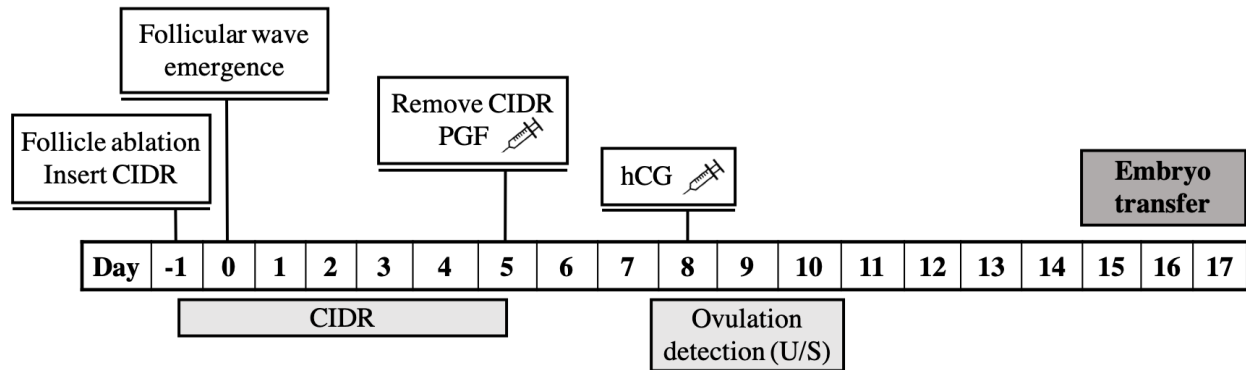 Follicular wave
emergence
Follicle ablation
Insert CIDR
Remove CIDR
PGF
hCG
Embryo
transfer
Day -1 0 1 2 3 4 5 6 7 8 9 10 11 12 13 14 15 16 17
CIDR
Ovulation
detection (U/S)